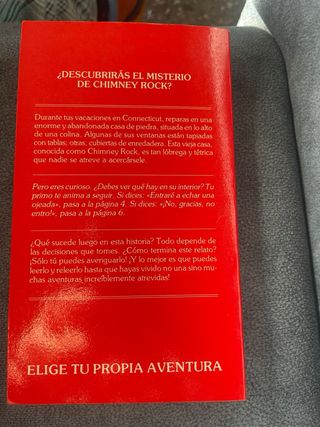 ¿DESCUBRIRÁS EL MISTERIO
DE CHIMNEY ROCK?
Durante tus vacaciones en Connecticut, reparas en una
enorme y abandonada casa de piedra, situada en lo alto
de una colina. Algunas de sus ventanas están tapiadas
con tablas; otras, cubiertas de enredadera. Esta vieja casa,
conocida como Chimney Rock, es tan lóbrega y tétrica
que nadie se atreve a acercársele.
Pero eres curioso. ¿Debes ver qué hay en su interior? Tu
primo te anima a seguir. Si dices: «Entraré a echar una
ojeada», pasa a la página 4. Si dices: «¡No, gracias, no
entro!», pasa a la página 6.
¿Qué sucede luego en esta historia? Todo depende de
las decisiones que tomes. ¿Cómo termina este relato?
¡Sólo tú puedes averiguarlo! ¡Y lo mejor es que puedes
leerlo y releerlo hasta que hayas vivido no una sino mu-
chas aventuras increíblemente atrevidas!
ELIGE TU PROPIA AVENTURA